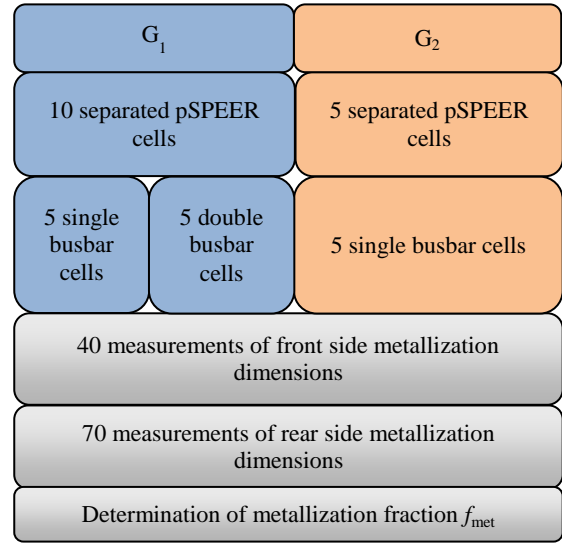 G₁
G₂
10 separated pSPEER
cells
5 separated pSPEER
cells
5 single
busbar
cells
5 double
busbar
cells
5 single busbar cells
40 measurements of front side metallization
dimensions
70 measurements of rear side metallization
dimensions
Determination of metallization fraction f_met